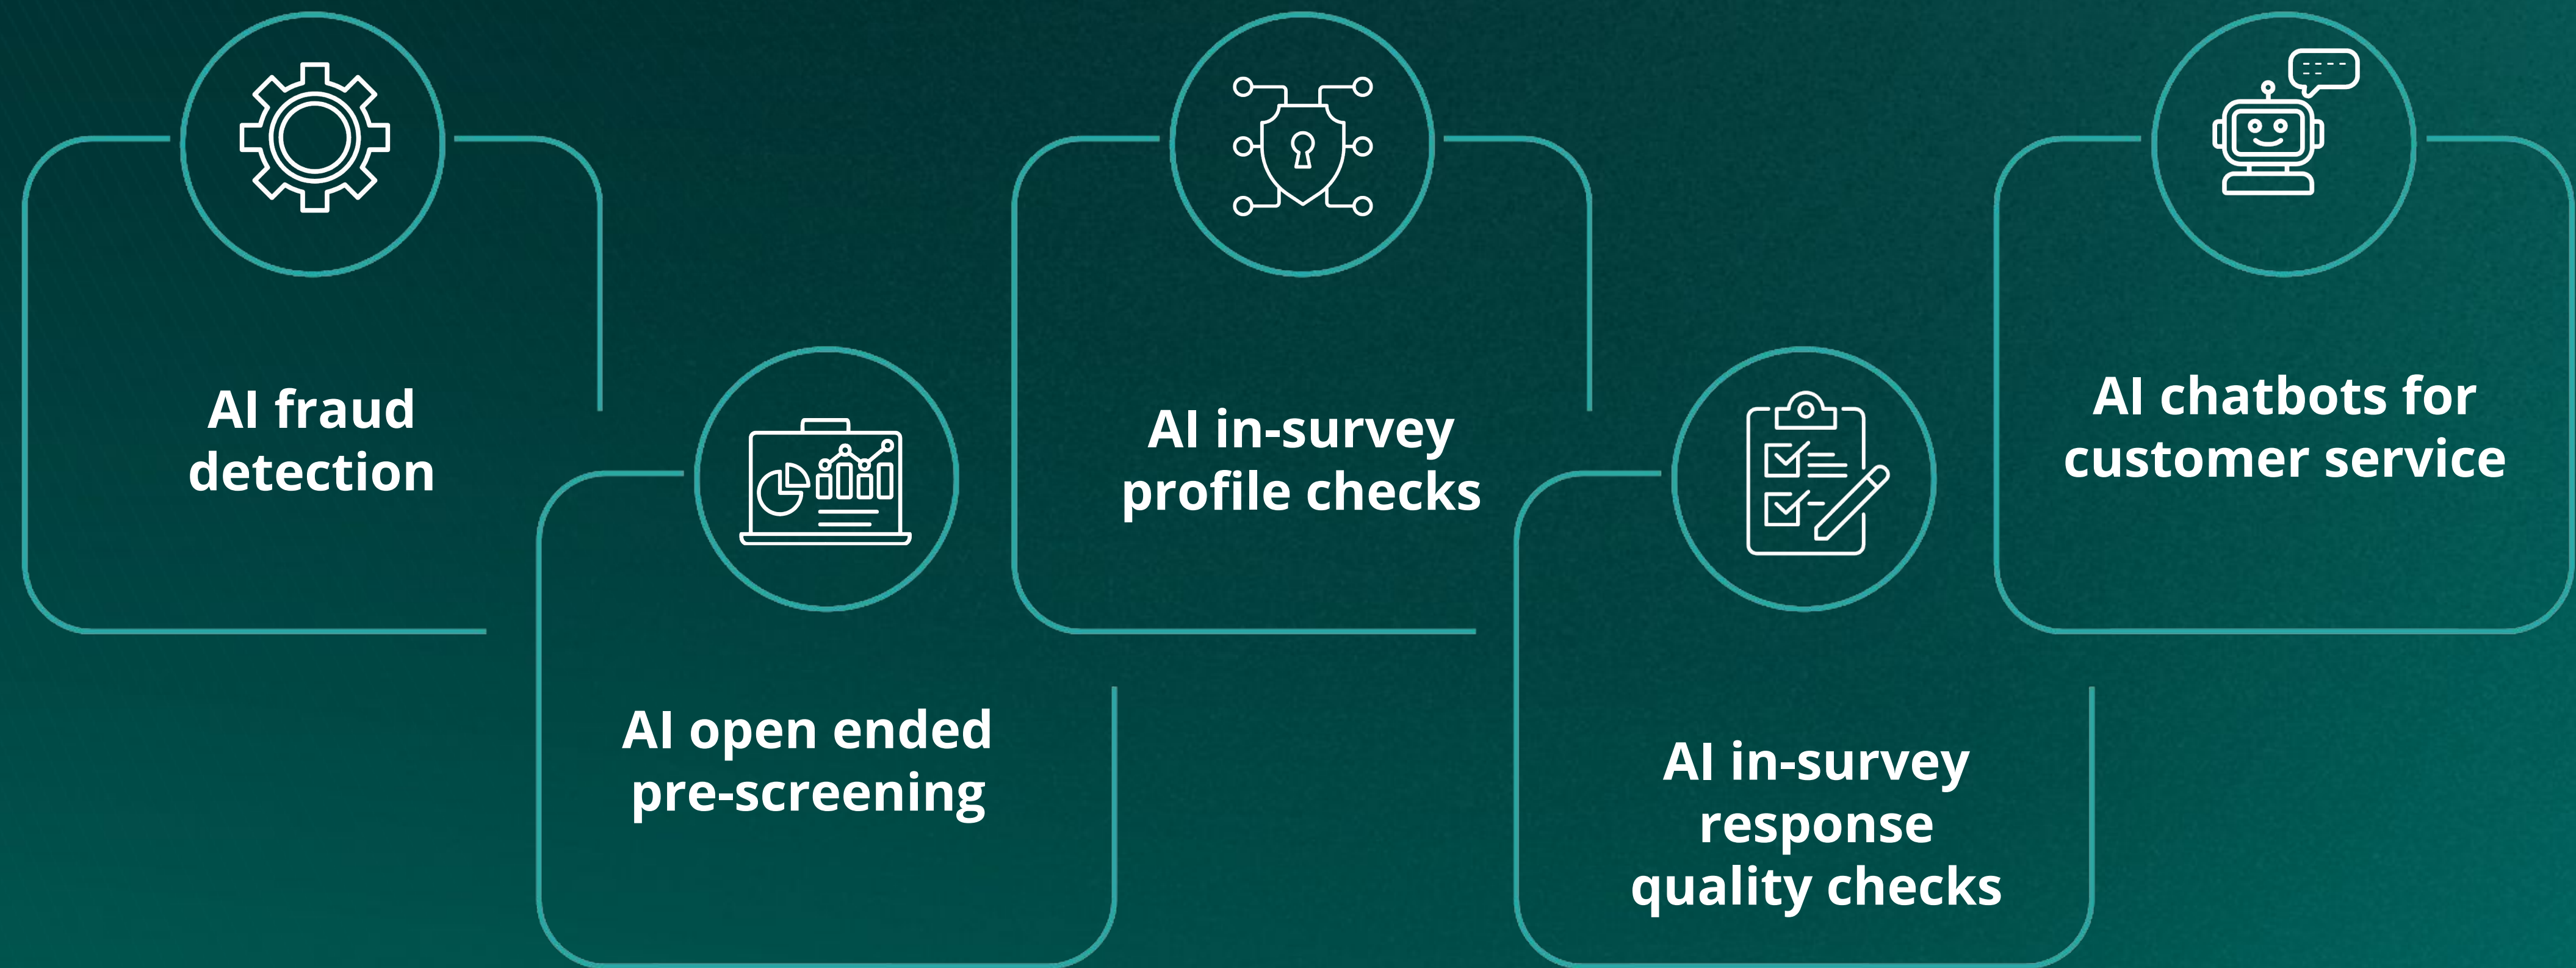 AI fraud
detection
AI open ended
pre-screening
AI in-survey
profile checks
AI in-survey
response
quality checks
AI chatbots for
customer service